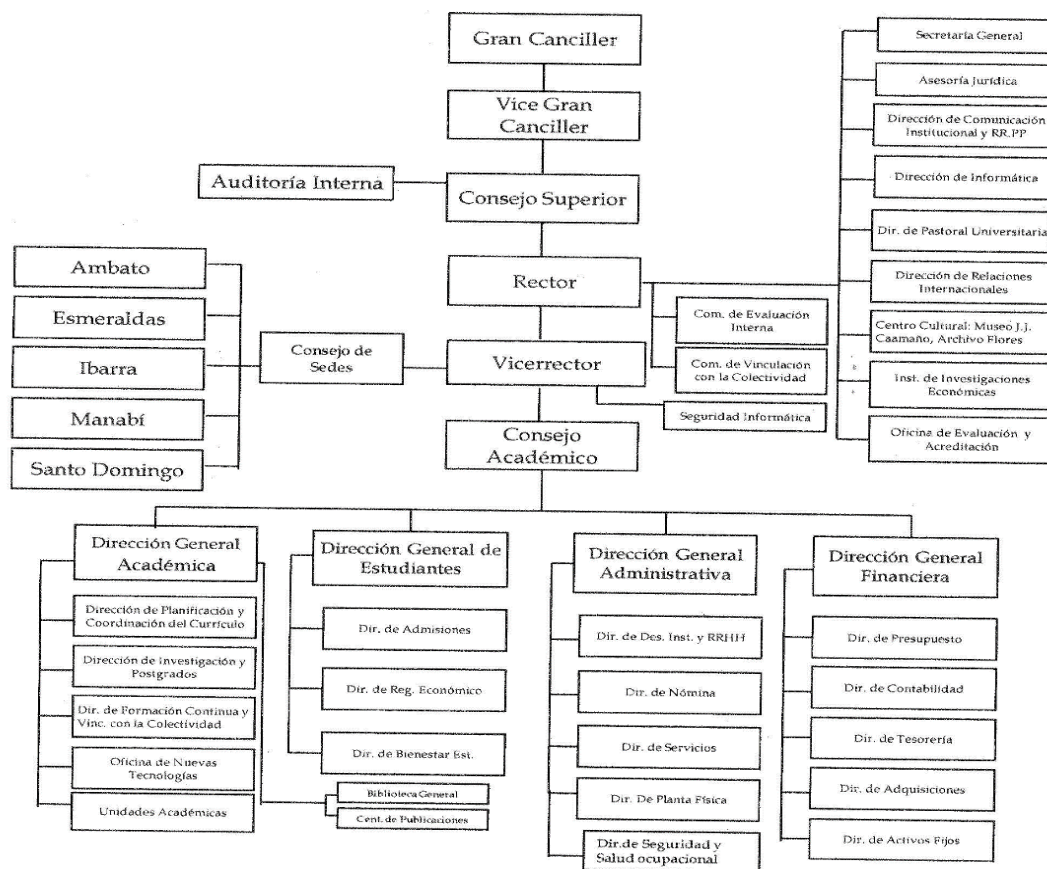 Gran Canciller
Vice Gran
Canciller
Auditoría Interna
Consejo Superior
Rector
Vicerrector
Consejo
Académico
Consejo de
Sedes
Ambato
Esmeraldas
Ibarra
Manabí
Santo Domingo
Com. de Evaluación
Interna
Com. de Vinculación
con la Colectividad
Seguridad Informática
Secretaría General
Asesoría Jurídica
Dirección de Comunicación
Institucional y RR.PP
Dirección de Informática
Dir. de Pastoral Universitaria
Dirección de Relaciones
Internacionales
Centro Cultural: Museo J.J.
Caamaño, Archivo Flores
Inst. de Investigaciones
Económicas
Oficina de Evaluación y
Acreditación
Dirección General
Académica
Dirección de Planificación y
Coordinación del Currículo
Dirección de Investigación y
Postgrados
Dir. de Formación Continua y
Vinc. con la Colectividad
Oficina de Nuevas
Tecnologías
Unidades Académicas
Biblioteca General
Cent. de Publicaciones
Dirección General de
Estudiantes
Dir. de Admisiones
Dir. de Reg. Económico
Dir. de Bienestar Est.
Dirección General
Administrativa
Dir. de Des. Inst. y RRHH
Dir. de Nómina
Dir. de Servicios
Dir. De Planta Física
Dir.de Seguridad y
Salud ocupacional
Dirección General
Financiera
Dir. de Presupuesto
Dir. de Contabilidad
Dir. de Tesorería
Dir. de Adquisiciones
Dir. de Activos Fijos